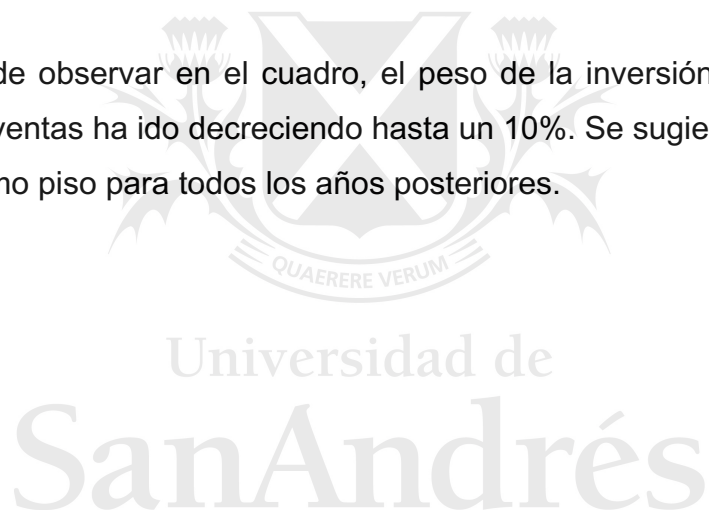 de observar en el cuadro, el peso de la inversión
ventas ha ido decreciendo hasta un 10%. Se sugie
mo piso para todos los años posteriores.
QUAERERE VERUM
Universidad de
SanAndrés